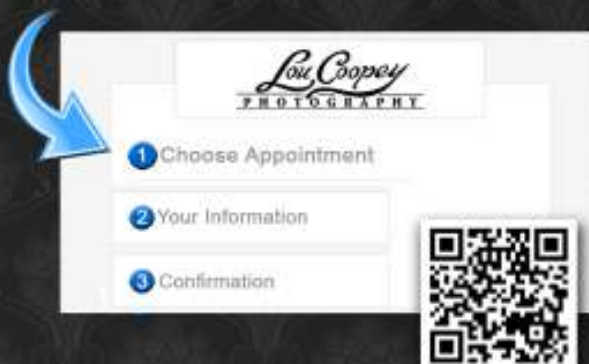 Lou Coopey
PHOTOGRAPHY
1 Choose Appointment
2 Your Information
3 Confirmation